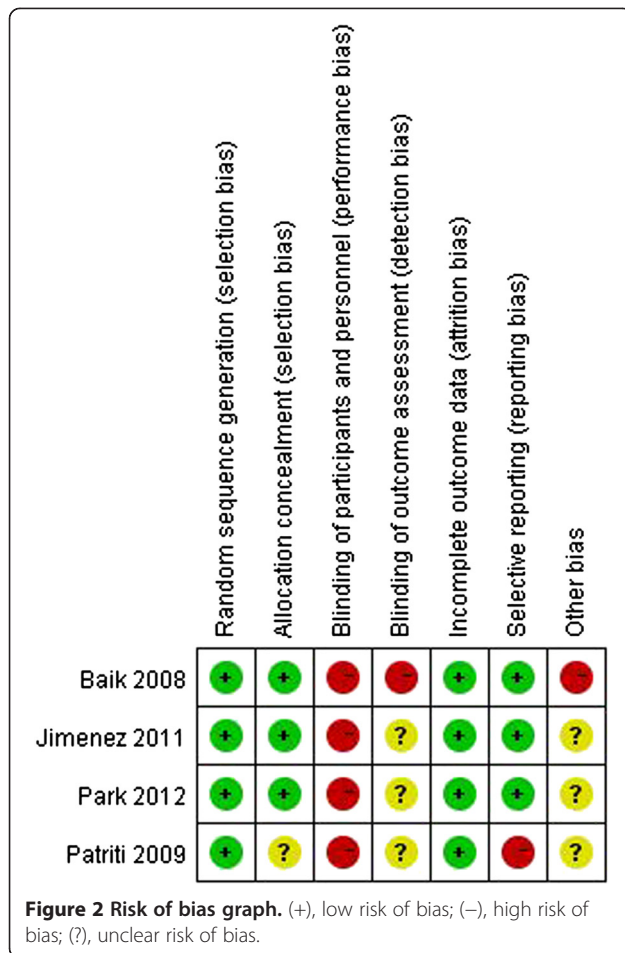 Random sequence generation (selection bias)
Allocation concealment (selection bias)
Blinding of participants and personnel (performance bias)
Blinding of outcome assessment (detection bias)
Incomplete outcome data (attrition bias)
Selective reporting (reporting bias)
Other bias
Baik 2008 + + - - + + -
Jimenez 2011 + + - ? + + ?
Park 2012 + + - ? + + ?
Patriti 2009 + ? - ? + - ?
Figure 2 Risk of bias graph. (+), low risk of bias; (−), high risk of
bias; (?), unclear risk of bias.